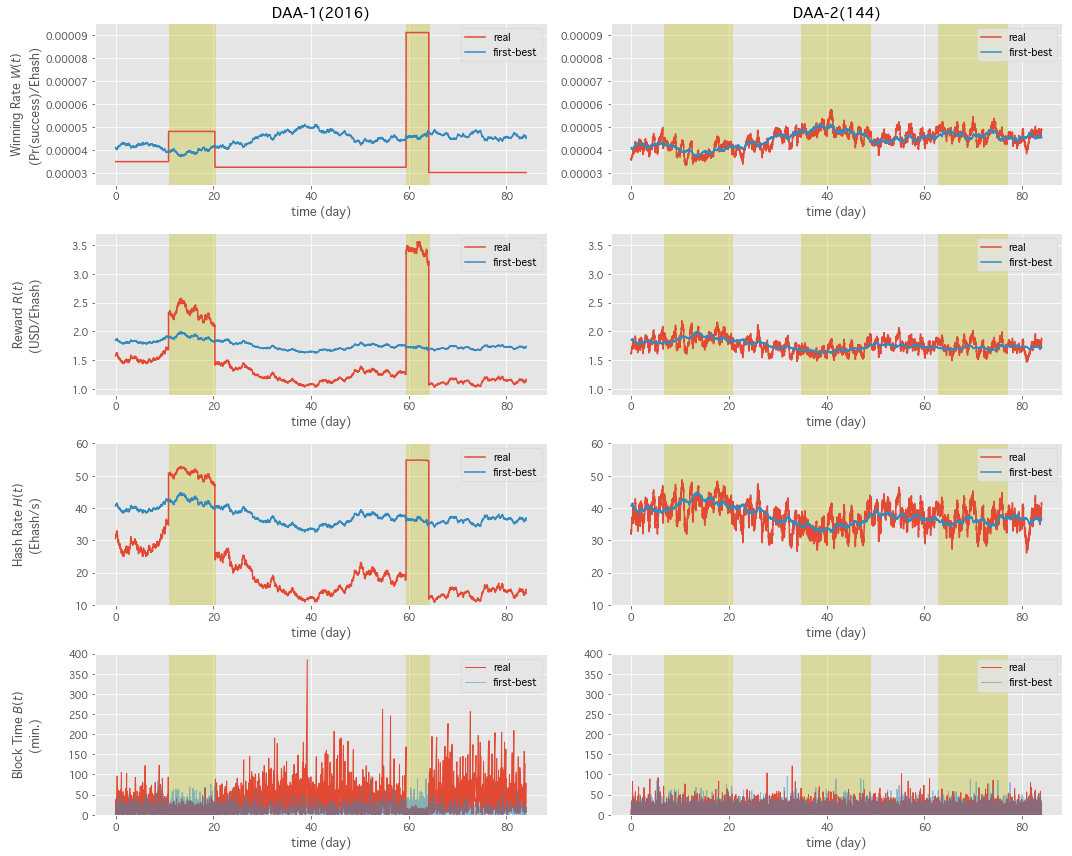 DAA-1(2016)
Winning Rate W(t)
(Pr(success)/Ehash)
0.00009
0.00008
0.00007
0.00006
0.00005
0.00004
0.00003
real
first-best
0 20 40 60 80
time (day)
DAA-2(144)
0.00009
0.00008
0.00007
0.00006
0.00005
0.00004
0.00003
real
first-best
0 20 40 60 80
time (day)
Reward R(t)
(USD/Ehash)
3.5
3.0
2.5
2.0
1.5
1.0
real
first-best
0 20 40 60 80
time (day)
3.5
3.0
2.5
2.0
1.5
1.0
real
first-best
0 20 40 60 80
time (day)
Hash Rate H(t)
(Ehash/s)
60
50
40
30
20
10
real
first-best
0 20 40 60 80
time (day)
60
50
40
30
20
10
real
first-best
0 20 40 60 80
time (day)
Block Time B(t)
(min.)
400
350
300
250
200
150
100
50
0
real
first-best
0 20 40 60 80
time (day)
400
350
300
250
200
150
100
50
0
real
first-best
0 20 40 60 80
time (day)